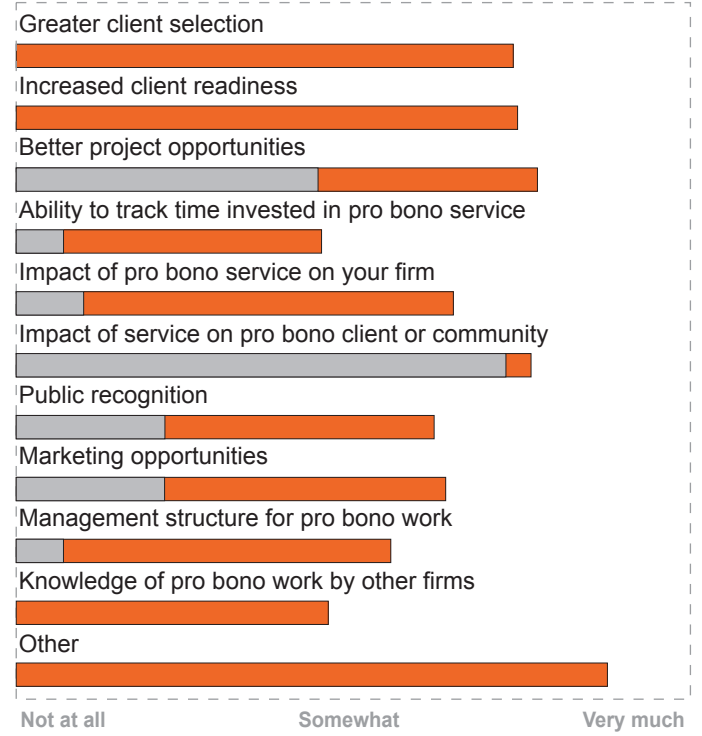 Greater client selection
Increased client readiness
Better project opportunities
Ability to track time invested in pro bono service
Impact of pro bono service on your firm
Impact of service on pro bono client or community
Public recognition
Marketing opportunities
Management structure for pro bono work
Knowledge of pro bono work by other firms
Other
Not at all Somewhat Very much